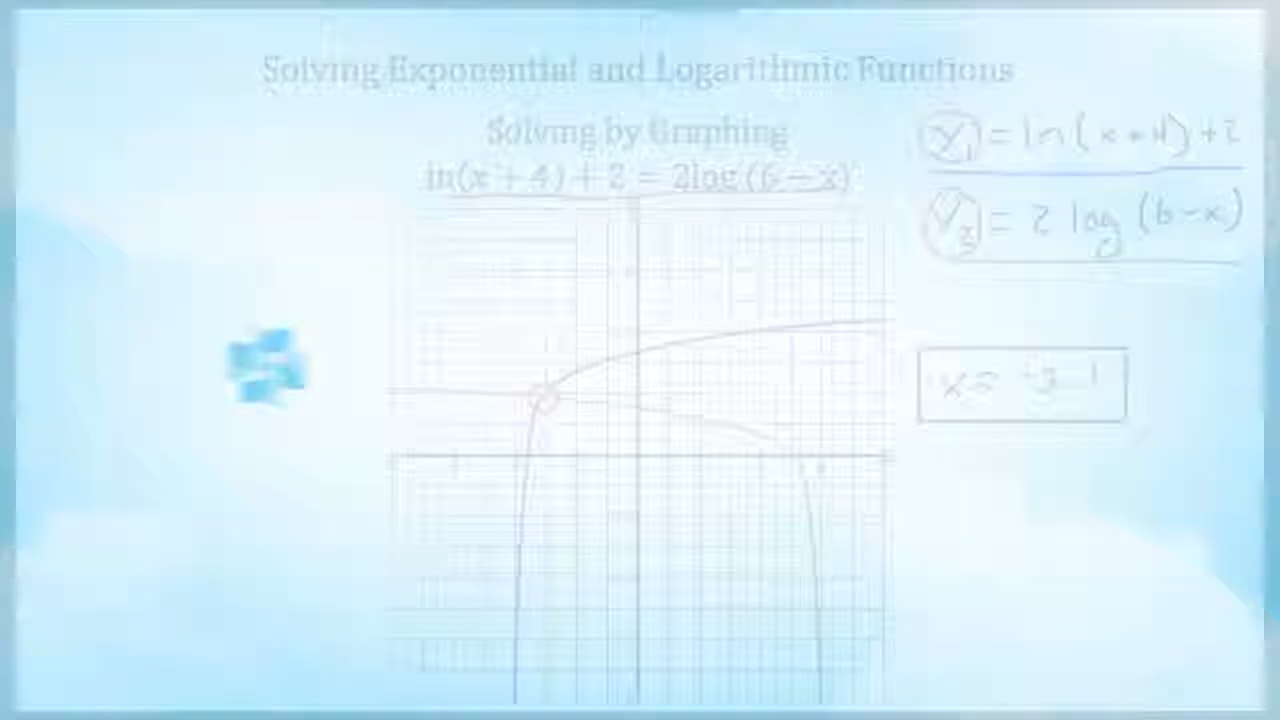 Solving Exponential and Logarithmic Functions
Solving by Graphing
ln(x + 4) + 2 = 2log (6 − x)
y₁ = ln(x+4)+2
y₂ = 2 log (6-x)
x =